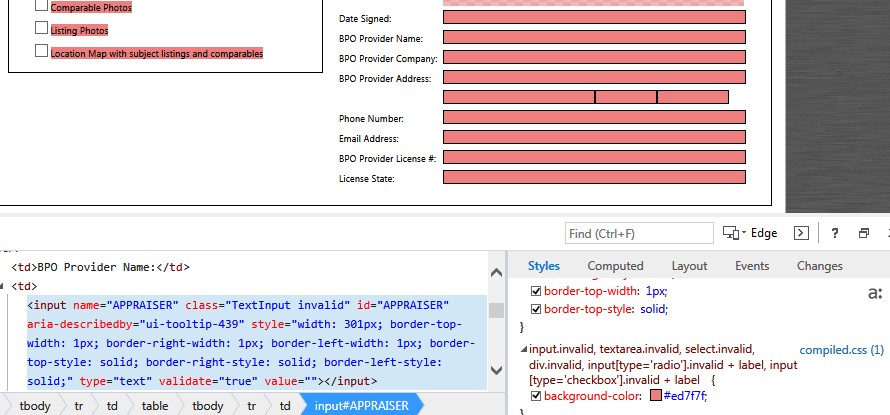 Comparable Photos
Listing Photos
Location Map with subject listings and comparables
Date Signed:
BPO Provider Name:
BPO Provider Company:
BPO Provider Address:
Phone Number:
Email Address:
BPO Provider License #:
License State:
Find (Ctrl+F)
Edge
?
<td>BPO Provider Name:</td>
<td>
<input name="APPRAISER" class="TextInput invalid" id="APPRAISER"
aria-describedby="ui-tooltip-439" style="width: 301px; border-top-
width: 1px; border-right-width: 1px; border-left-width: 1px; border-
top-style: solid; border-right-style: solid; border-left-style:
solid;" type="text" validate="true" value=""></input>
tbody tr td table tbody tr td input#APPRAISER
Styles Computed Layout Events Changes
border-top-width: 1px;
a:
border-top-style: solid;
}
input.invalid, textarea.invalid, select.invalid, compiled.css (1)
div.invalid, input[type='radio'].invalid + label, input
[type='checkbox'].invalid + label {
background-color: #ed7f7f;